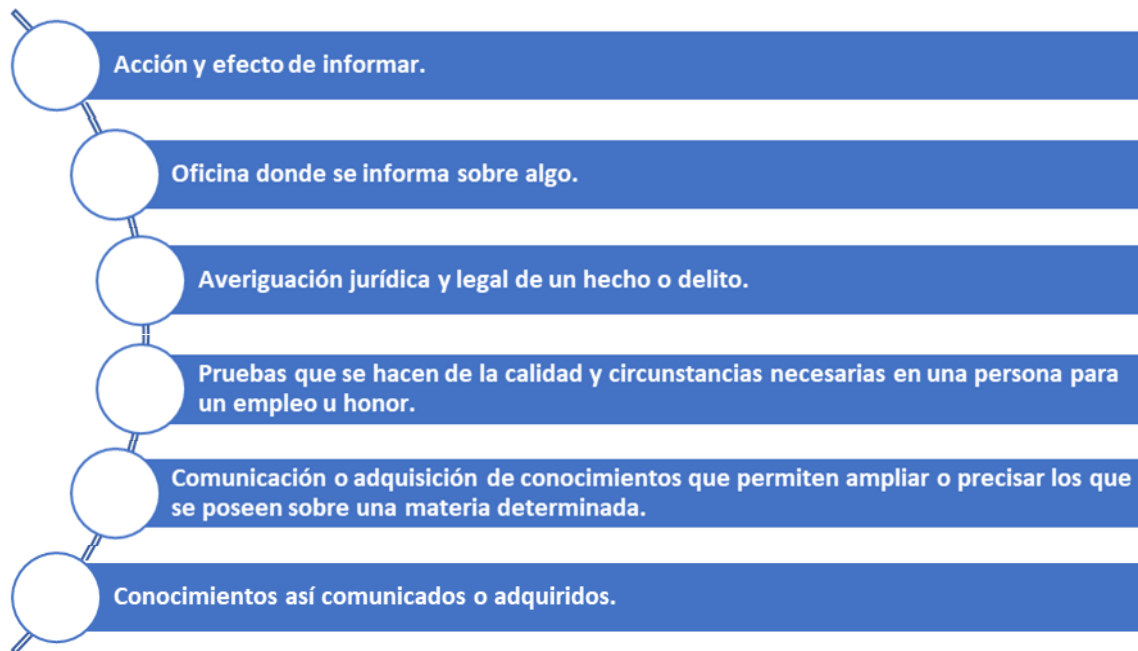 Acción y efecto de informar.
Oficina donde se informa sobre algo.
Averiguación jurídica y legal de un hecho o delito.
Pruebas que se hacen de la calidad y circunstancias necesarias en una persona para
un empleo u honor.
Comunicación o adquisición de conocimientos que permiten ampliar o precisar los que
se poseen sobre una materia determinada.
Conocimientos así comunicados o adquiridos.